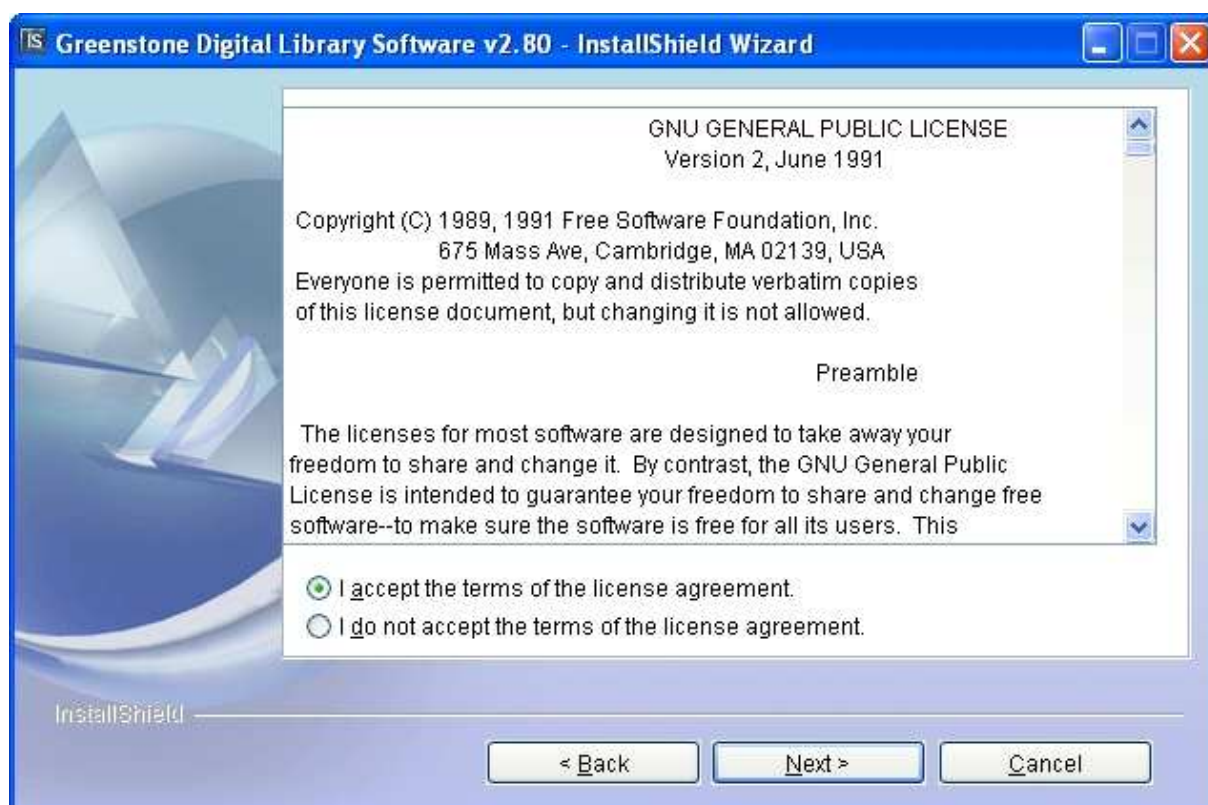 Greenstone Digital Library Software v2.80 - InstallShield Wizard
GNU GENERAL PUBLIC LICENSE
Version 2, June 1991
Copyright (C) 1989, 1991 Free Software Foundation, Inc.
675 Mass Ave, Cambridge, MA 02139, USA
Everyone is permitted to copy and distribute verbatim copies
of this license document, but changing it is not allowed.
Preamble
The licenses for most software are designed to take away your
freedom to share and change it.  By contrast, the GNU General Public
License is intended to guarantee your freedom to share and change free
software--to make sure the software is free for all its users.  This
I accept the terms of the license agreement.
I do not accept the terms of the license agreement.
InstallShield
< Back
Next >
Cancel